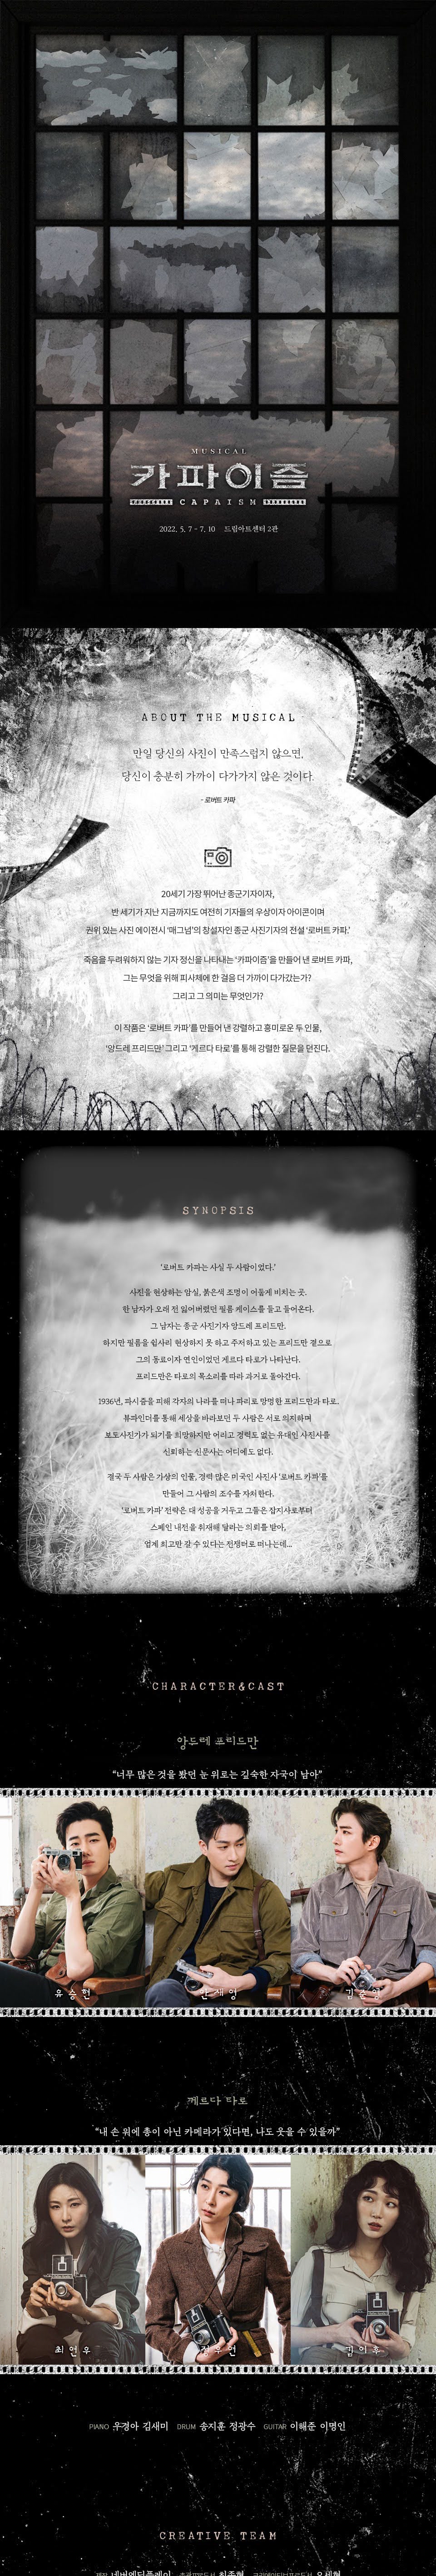 MUSICAL
카파이즘
CAPAISM
2022. 5. 7 - 7. 10 드림아트센터 2관
ABOUT THE MUSICAL
만일 당신의 사진이 만족스럽지 않으면,
당신이 충분히 가까이 다가가지 않은 것이다.
- 로버트 카파
20세기 가장 뛰어난 종군기자이자,
반 세기가 지난 지금까지도 여전히 기자들의 우상이자 아이콘이며
권위 있는 사진 에이전시 '매그넘'의 창설자인 종군 사진기자의 전설 '로버트 카파.'
죽음을 두려워하지 않는 기자 정신을 나타내는 '카파이즘'을 만들어 낸 로버트 카파,
그는 무엇을 위해 피사체에 한 걸음 더 가까이 다가갔는가?
그리고 그 의미는 무엇인가?
이 작품은 '로버트 카파'를 만들어 낸 강렬하고 흥미로운 두 인물,
'앙드레 프리드만' 그리고 '게르다 타로'를 통해 강렬한 질문을 던진다.
SYNOPSIS
'로버트 카파는 사실 두 사람이었다.'
사진을 현상하는 암실, 붉은색 조명이 어둡게 비치는 곳.
한 남자가 오래 전 잃어버렸던 필름 케이스를 들고 들어온다.
그 남자는 종군 사진기자 앙드레 프리드만.
하지만 필름을 쉽사리 현상하지 못 하고 주저하고 있는 프리드만 곁으로
그의 동료이자 연인이었던 게르다 타로가 나타난다.
프리드만은 타로의 목소리를 따라 과거로 돌아간다.
1936년, 파시즘을 피해 각자의 나라를 떠나 파리로 망명한 프리드만과 타로.
뷰파인더를 통해 세상을 바라보던 두 사람은 서로 의지하며
보도사진가가 되기를 희망하지만 어리고 경력도 없는 유대인 사진사를
신뢰하는 신문사는 어디에도 없다.
결국 두 사람은 가상의 인물, 경력 많은 미국인 사진사 '로버트 카파'를
만들어 그 사람의 조수를 자처한다.
'로버트 카파' 전략은 대 성공을 거두고 그들은 잡지사로부터
스페인 내전을 취재해 달라는 의뢰를 받아,
업계 최고만 갈 수 있다는 전쟁터로 떠나는데...
CHARACTER&CAST
앙드레 프리드만
"너무 많은 것을 봤던 눈 위로는 깊숙한 자국이 남아"
유승현
게르다 타로
"내 손 위에 총이 아닌 카메라가 있다면, 나도 웃을 수 있을까"
최연우
김이후
PIANO 우경아 김새미 DRUM 송지훈 정광수 GUITAR 이해준 이명인
CREATIVE TEAM